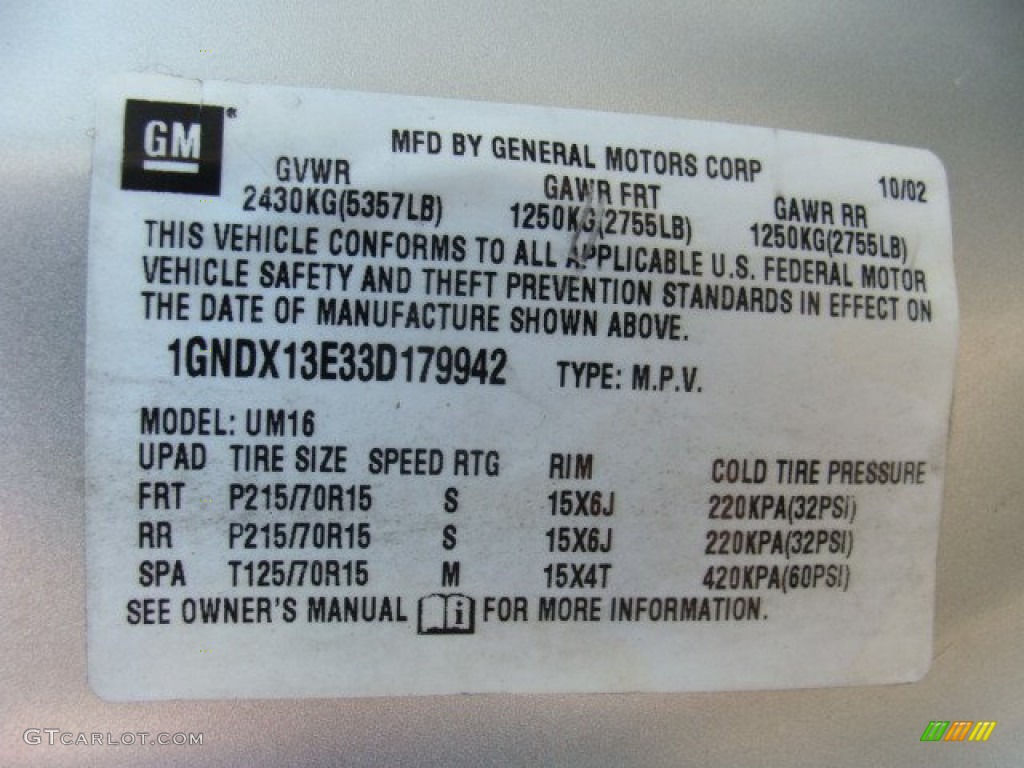 GM®
MFD BY GENERAL MOTORS CORP
10/02
GVWR GAWR FRT GAWR RR
2430KG(5357LB) 1250KG(2755LB) 1250KG(2755LB)
THIS VEHICLE CONFORMS TO ALL APPLICABLE U.S. FEDERAL MOTOR
VEHICLE SAFETY AND THEFT PREVENTION STANDARDS IN EFFECT ON
THE DATE OF MANUFACTURE SHOWN ABOVE.
1GNDX13E33D179942 TYPE: M.P.V.
MODEL: UM16
UPAD TIRE SIZE SPEED RTG RIM COLD TIRE PRESSURE
FRT P215/70R15 S 15X6J 220KPA(32PSI)
RR P215/70R15 S 15X6J 220KPA(32PSI)
SPA T125/70R15 M 15X4T 420KPA(60PSI)
SEE OWNER'S MANUAL i FOR MORE INFORMATION.
GTCARLOT.COM